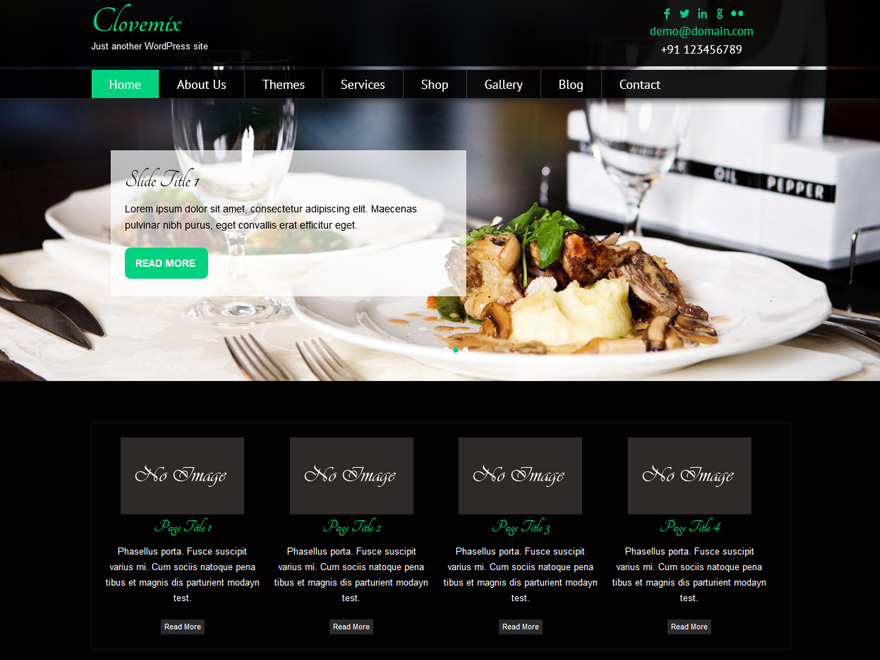 Clovemix
Just another WordPress site
demo@domain.com
+91 123456789
Home About Us Themes Services Shop Gallery Blog Contact
OIL PEPPER
Slide Title 1
Lorem ipsum dolor sit amet, consectetur adipiscing elit. Maecenas
pulvinar nibh purus, eget convallis erat efficitur eget.
READ MORE
No Image No Image No Image No Image
Page Title 1 Page Title 2 Page Title 3 Page Title 4
Phasellus porta. Fusce suscipit
varius mi. Cum sociis natoque pena
tibus et magnis dis parturient modayn
test.
Read More
Phasellus porta. Fusce suscipit
varius mi. Cum sociis natoque pena
tibus et magnis dis parturient modayn
test.
Read More
Phasellus porta. Fusce suscipit
varius mi. Cum sociis natoque pena
tibus et magnis dis parturient modayn
test.
Read More
Phasellus porta. Fusce suscipit
varius mi. Cum sociis natoque pena
tibus et magnis dis parturient modayn
test.
Read More